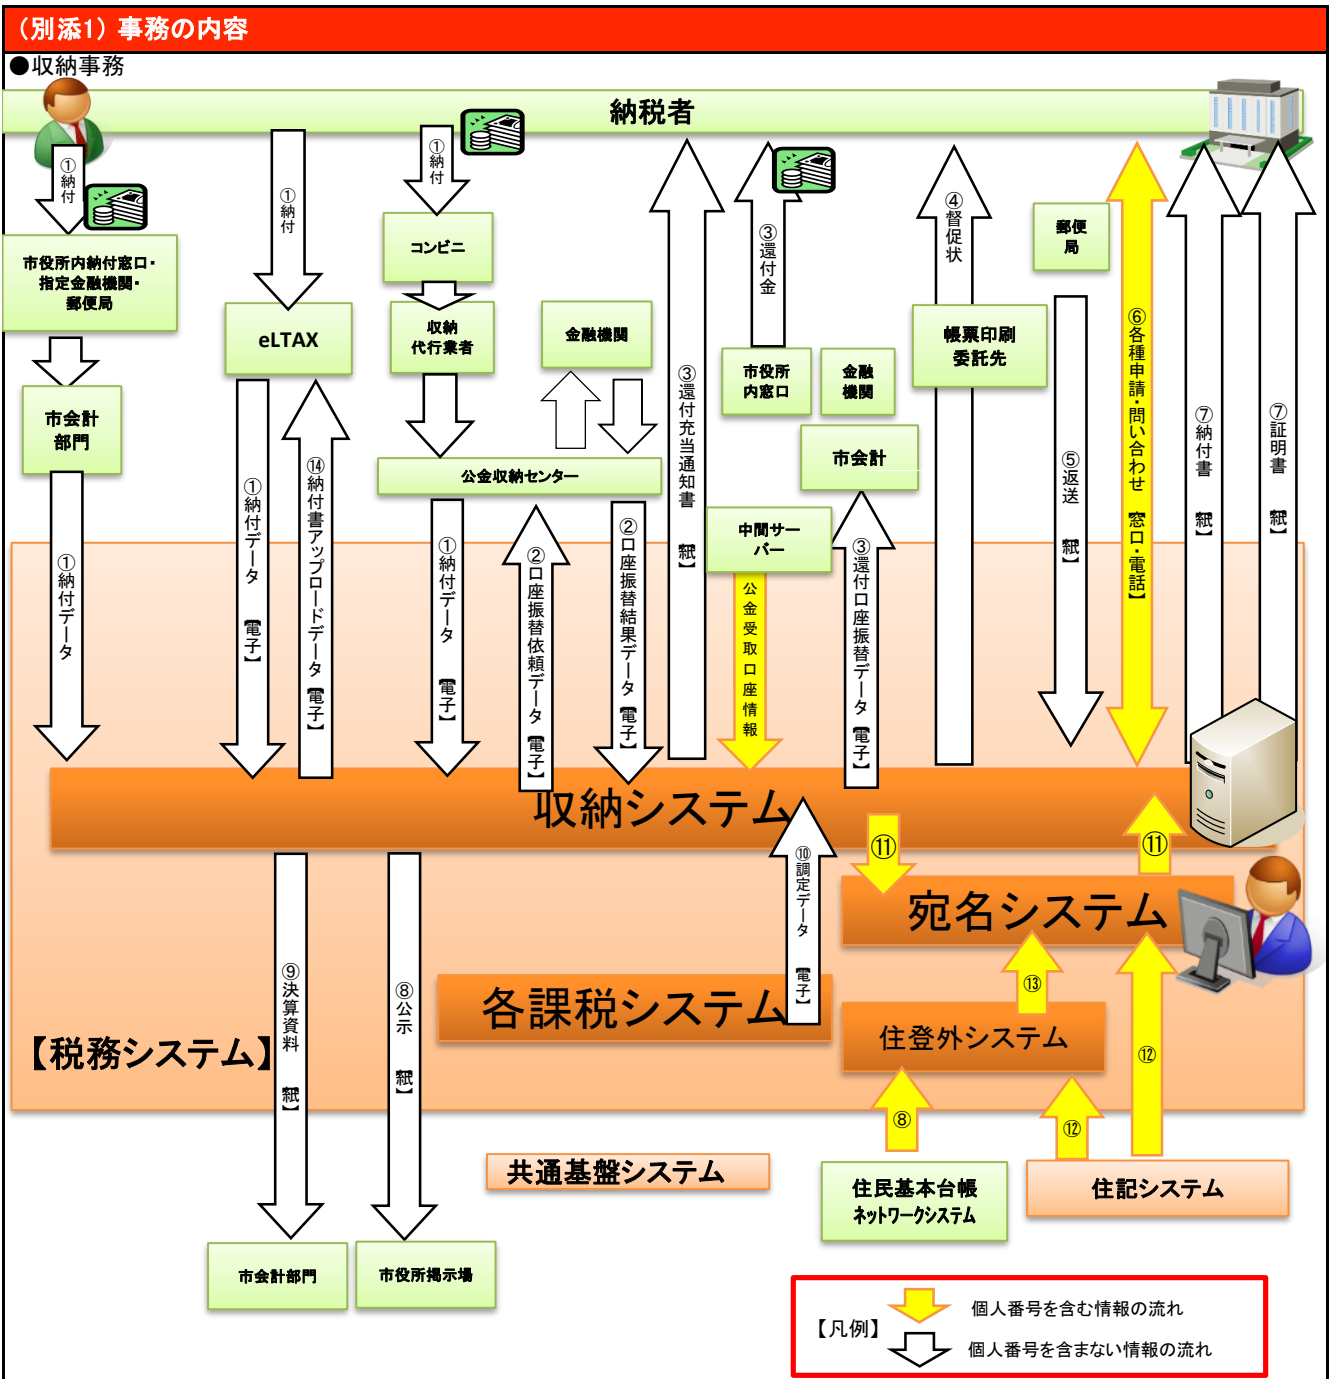 （別添1）事務の内容
●収納事務
納税者
①納付
①納付
①納付
③還付充当通知書　【紙】
③還付金
④督促状
郵便
局
⑤返送　【紙】
⑥各種申請・問い合わせ　【窓口・電話】
⑦納付書　【紙】
⑦証明書　【紙】
市役所内納付窓口・
指定金融機関・
郵便局
コンビニ
eLTAX
収納
代行業者
金融機関
帳票印刷
委託先
市役所
内窓口
金融
機関
市会計
部門
市会計
公金収納センター
中間サー
バー
①納付データ
①納付データ　【電子】
⑭納付書アップロードデータ【電子】
①納付データ　【電子】
②口座振替依頼データ【電子】
②口座振替結果データ【電子】
公金受取口座情報
③還付口座振替データ【電子】
収納システム
⑩調定データ　【電子】
⑪
⑪
宛名システム
⑨決算資料　【紙】
⑧公示　【紙】
各課税システム
⑬
住登外システム
⑫
【税務システム】
⑧
⑫
共通基盤システム
住民基本台帳
ネットワークシステム
住記システム
市会計部門
市役所掲示場
【凡例】
個人番号を含む情報の流れ
個人番号を含まない情報の流れ